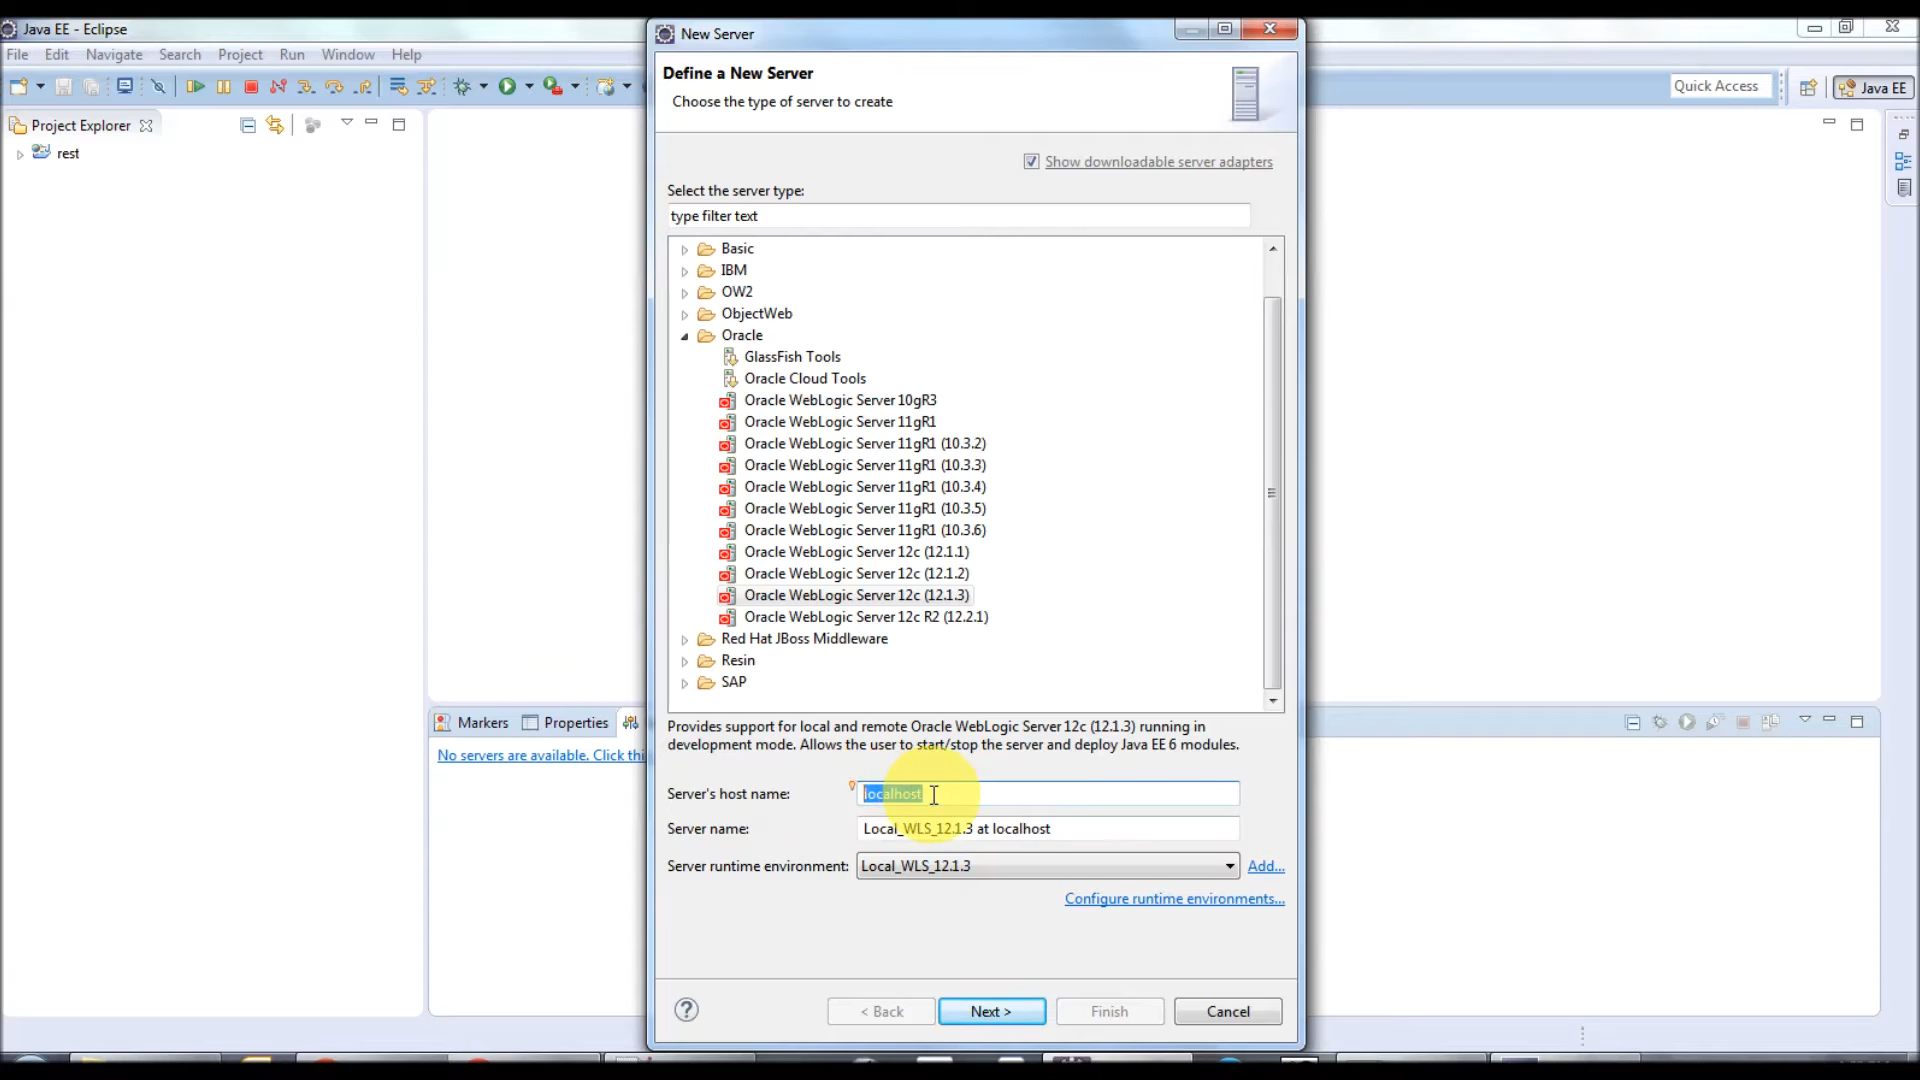 Java EE - Eclipse
File Edit Navigate Search Project Run Window Help
Quick Access
Java EE
Project Explorer
rest
Markers
Properties
No servers are available. Click thi
New Server
Define a New Server
Choose the type of server to create
Show downloadable server adapters
Select the server type:
type filter text
Basic
IBM
OW2
ObjectWeb
Oracle
GlassFish Tools
Oracle Cloud Tools
Oracle WebLogic Server 10gR3
Oracle WebLogic Server 11gR1
Oracle WebLogic Server 11gR1 (10.3.2)
Oracle WebLogic Server 11gR1 (10.3.3)
Oracle WebLogic Server 11gR1 (10.3.4)
Oracle WebLogic Server 11gR1 (10.3.5)
Oracle WebLogic Server 11gR1 (10.3.6)
Oracle WebLogic Server 12c (12.1.1)
Oracle WebLogic Server 12c (12.1.2)
Oracle WebLogic Server 12c (12.1.3)
Oracle WebLogic Server 12c R2 (12.2.1)
Red Hat JBoss Middleware
Resin
SAP
Provides support for local and remote Oracle WebLogic Server 12c (12.1.3) running in
development mode. Allows the user to start/stop the server and deploy Java EE 6 modules.
Server's host name: localhost
Server name: Local_WLS_12.1.3 at localhost
Server runtime environment: Local_WLS_12.1.3 Add...
Configure runtime environments...
? < Back Next > Finish Cancel